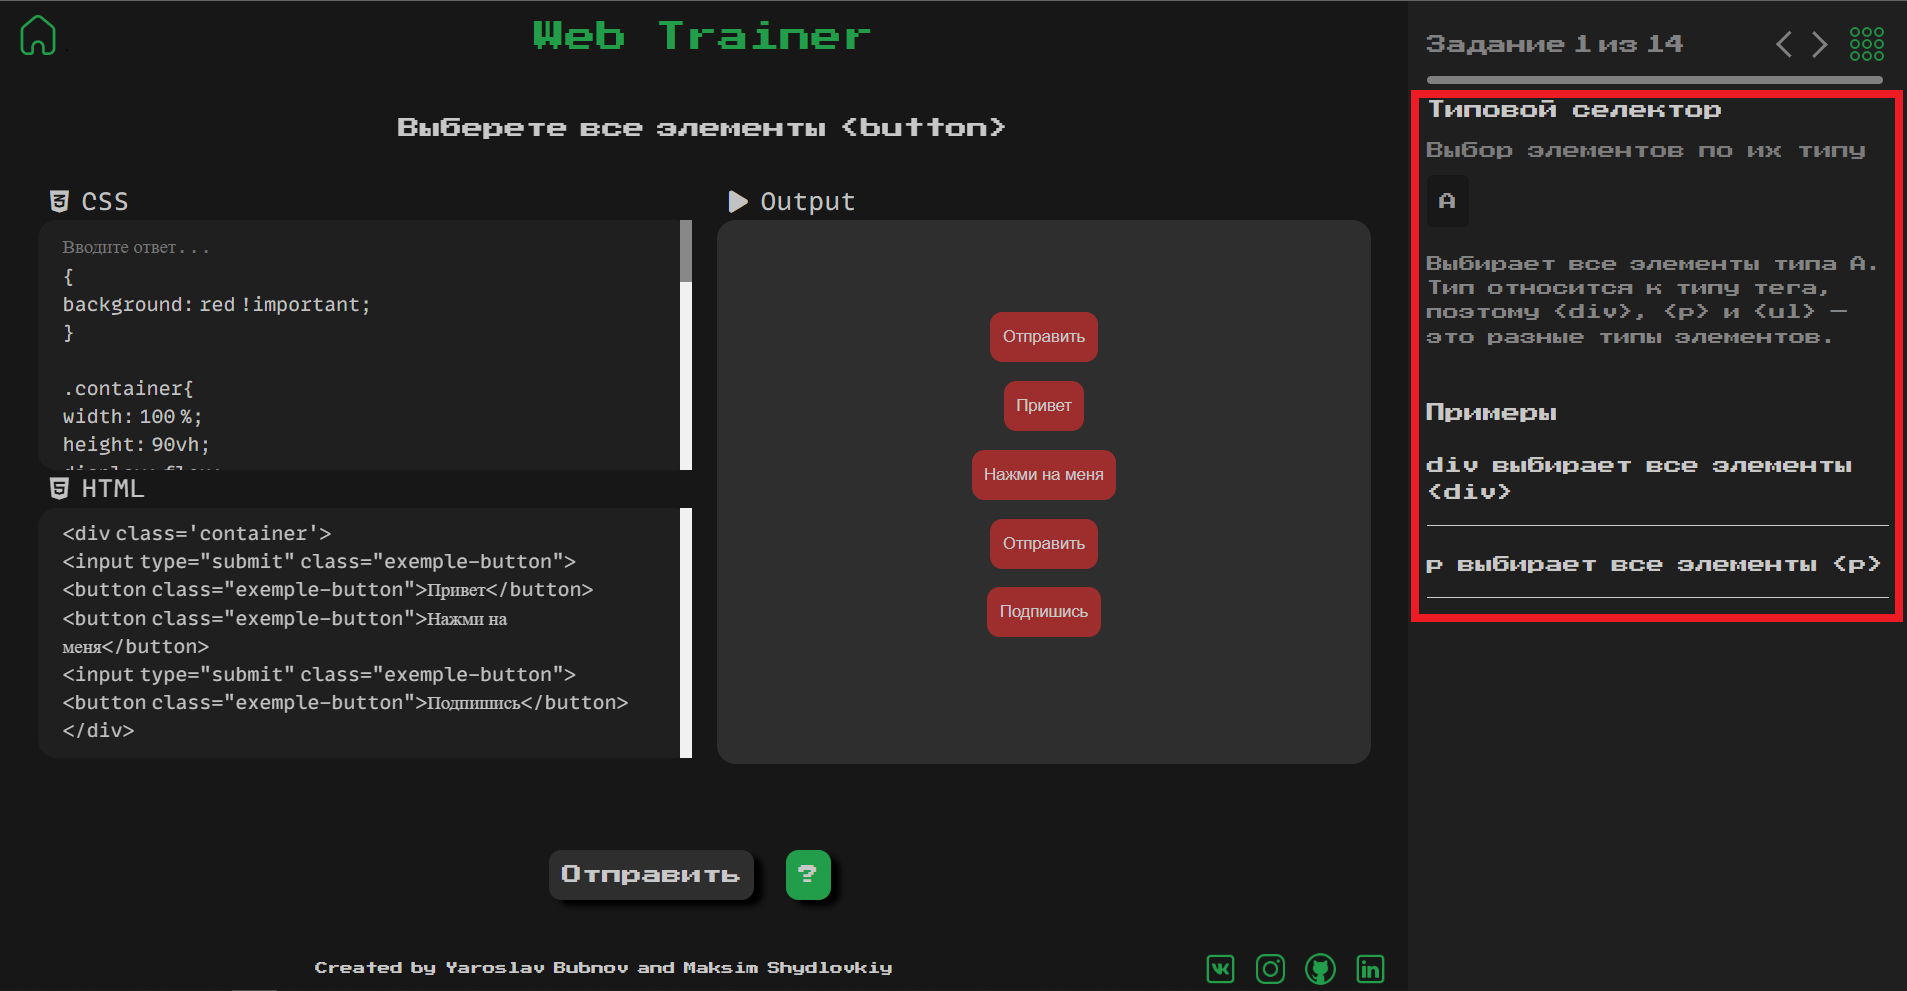 Web Trainer
Выберете все элементы <button>
CSS
Вводите ответ...
{
background: red !important;
}
.container{
width: 100%;
height: 90vh;
HTML
<div class='container'>
<input type="submit" class="exemple-button">
<button class="exemple-button">Привет</button>
<button class="exemple-button">Нажми на
меня</button>
<input type="submit" class="exemple-button">
<button class="exemple-button">Подпишись</button>
</div>
Output
Отправить
Привет
Нажми на меня
Отправить
Подпишись
Отправить
?
Created by Yaroslav Bubnov and Maksim Shydlovkiy
Задание 1 из 14
Типовой селектор
Выбор элементов по их типу
A
Выбирает все элементы типа A.
Тип относится к типу тега,
поэтому <div>, <p> и <ul> —
это разные типы элементов.
Примеры
div выбирает все элементы
<div>
p выбирает все элементы <p>